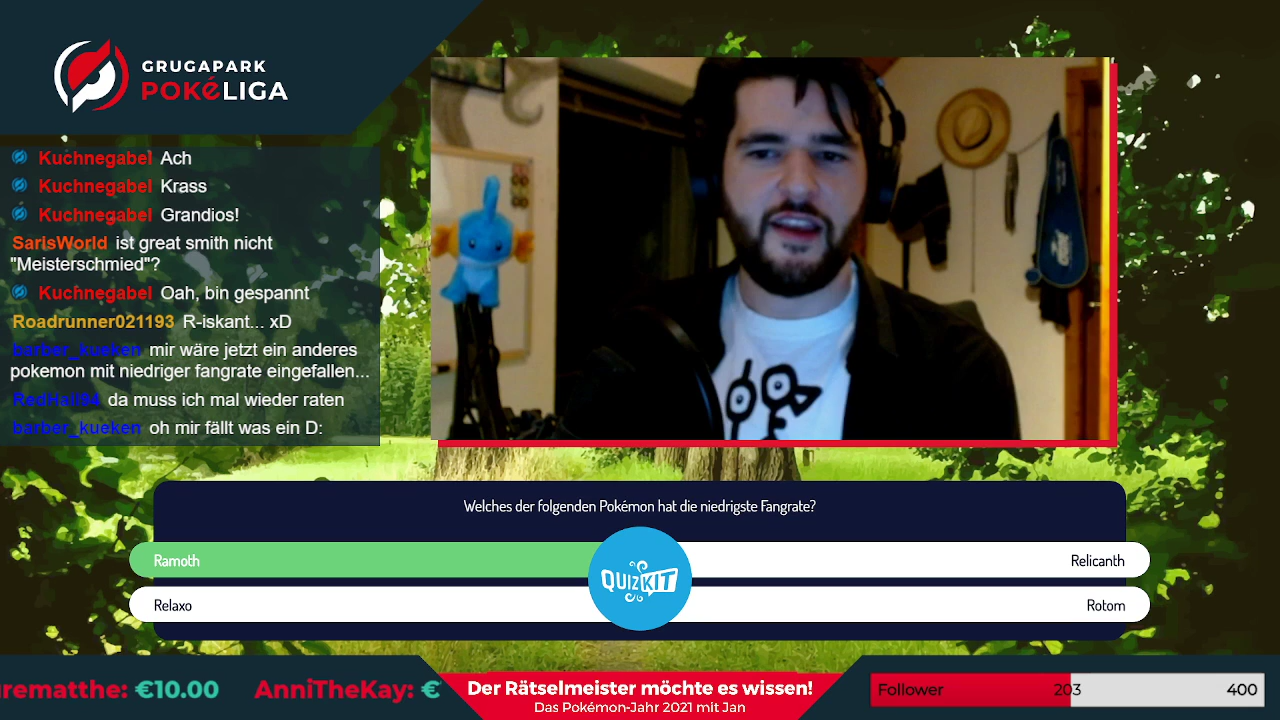 GRUGAPARK
POKéLIGA
Kuchnegabel Ach
Kuchnegabel Krass
Kuchnegabel Grandios!
SarisWorld ist great smith nicht
"Meisterschmied"?
Kuchnegabel Oah, bin gespannt
Roadrunner021193 R-iskant... xD
barber_kueken mir wäre jetzt ein anderes
pokemon mit niedriger fangrate eingefallen...
RedHail94 da muss ich mal wieder raten
barber_kueken oh mir fällt was ein D:
Welches der folgenden Pokémon hat die niedrigste Fangrate?
Ramoth
Relicanth
QUIZKIT
Relaxo
Rotom
rematthe: €10.00 AnniTheKay: €
Der Rätselmeister möchte es wissen!
Das Pokémon-Jahr 2021 mit Jan
Follower 203 400